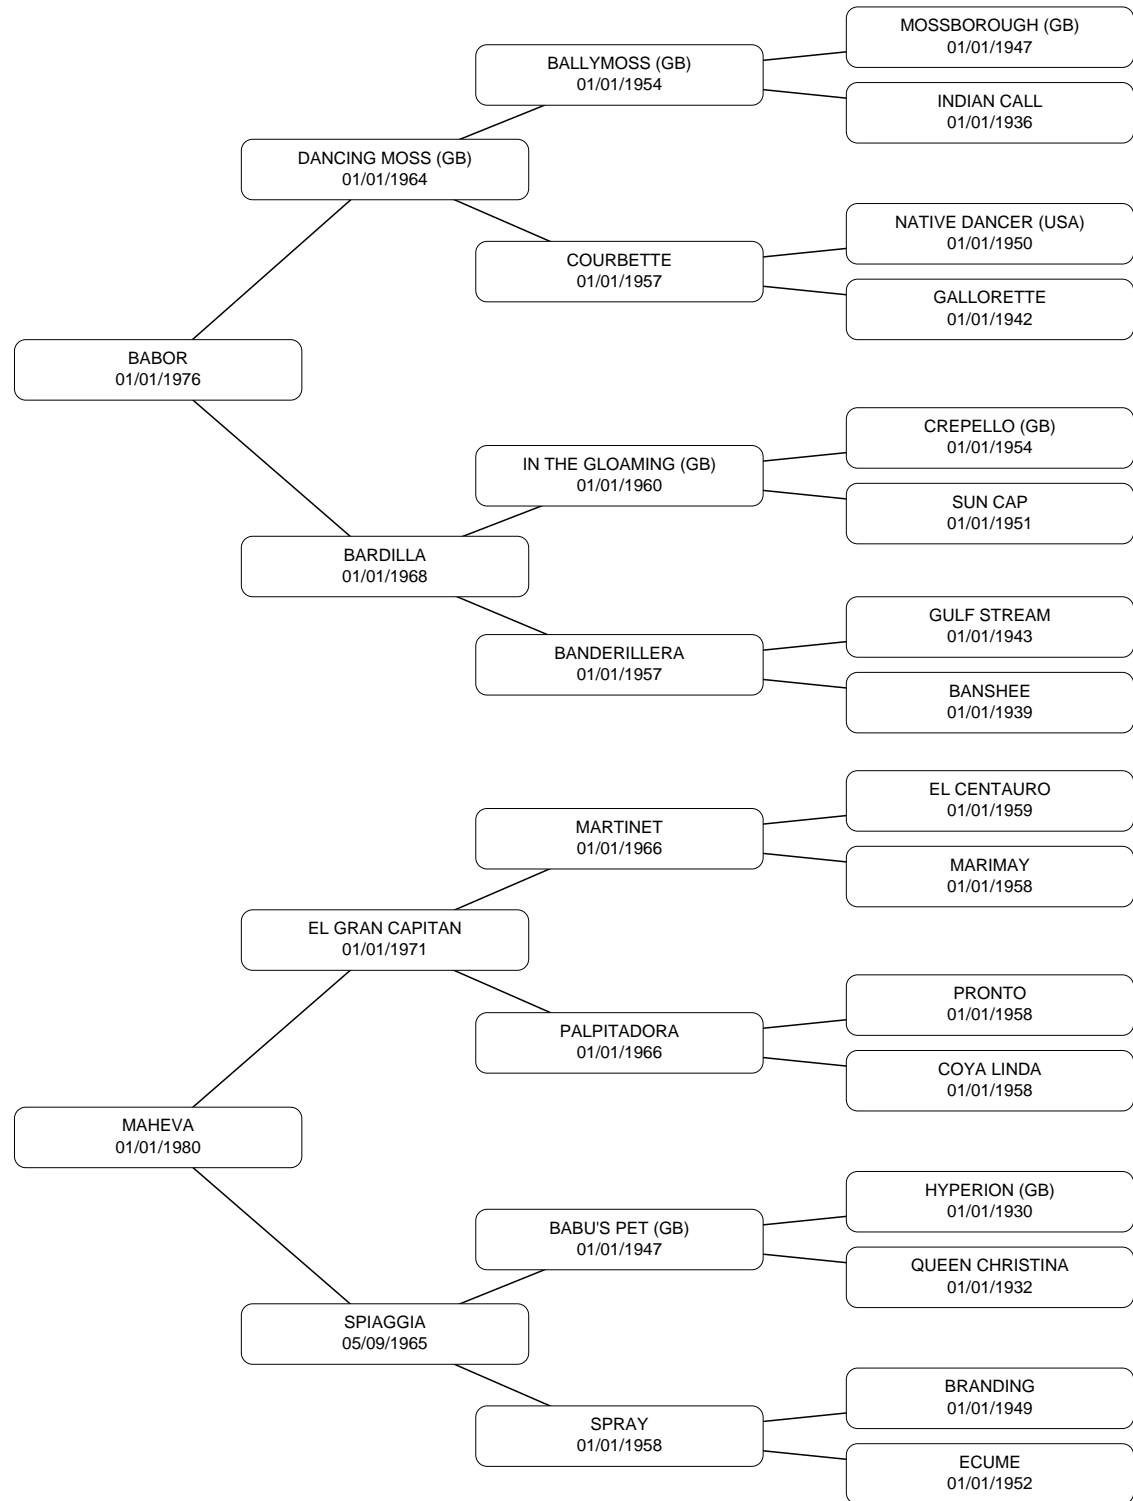 MOSSBOROUGH (GB)
01/01/1947
BALLYMOSS (GB)
01/01/1954
INDIAN CALL
01/01/1936
DANCING MOSS (GB)
01/01/1964
NATIVE DANCER (USA)
01/01/1950
COURBETTE
01/01/1957
GALLORETTE
01/01/1942
BABOR
01/01/1976
CREPELLO (GB)
01/01/1954
IN THE GLOAMING (GB)
01/01/1960
SUN CAP
01/01/1951
BARDILLA
01/01/1968
GULF STREAM
01/01/1943
BANDERILLERA
01/01/1957
BANSHEE
01/01/1939
EL CENTAURO
01/01/1959
MARTINET
01/01/1966
MARIMAY
01/01/1958
EL GRAN CAPITAN
01/01/1971
PRONTO
01/01/1958
PALPITADORA
01/01/1966
COYA LINDA
01/01/1958
MAHEVA
01/01/1980
HYPERION (GB)
01/01/1930
BABU'S PET (GB)
01/01/1947
QUEEN CHRISTINA
01/01/1932
SPIAGGIA
05/09/1965
BRANDING
01/01/1949
SPRAY
01/01/1958
ECUME
01/01/1952